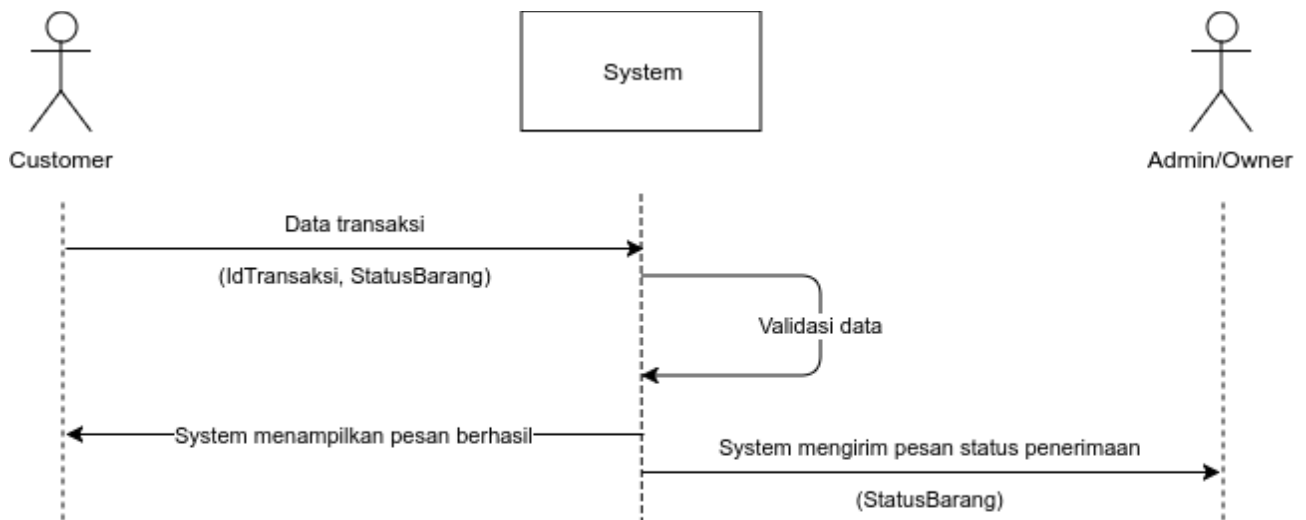 System
Customer
Admin/Owner
Data transaksi
(IdTransaksi, StatusBarang)
Validasi data
System menampilkan pesan berhasil
System mengirim pesan status penerimaan
(StatusBarang)